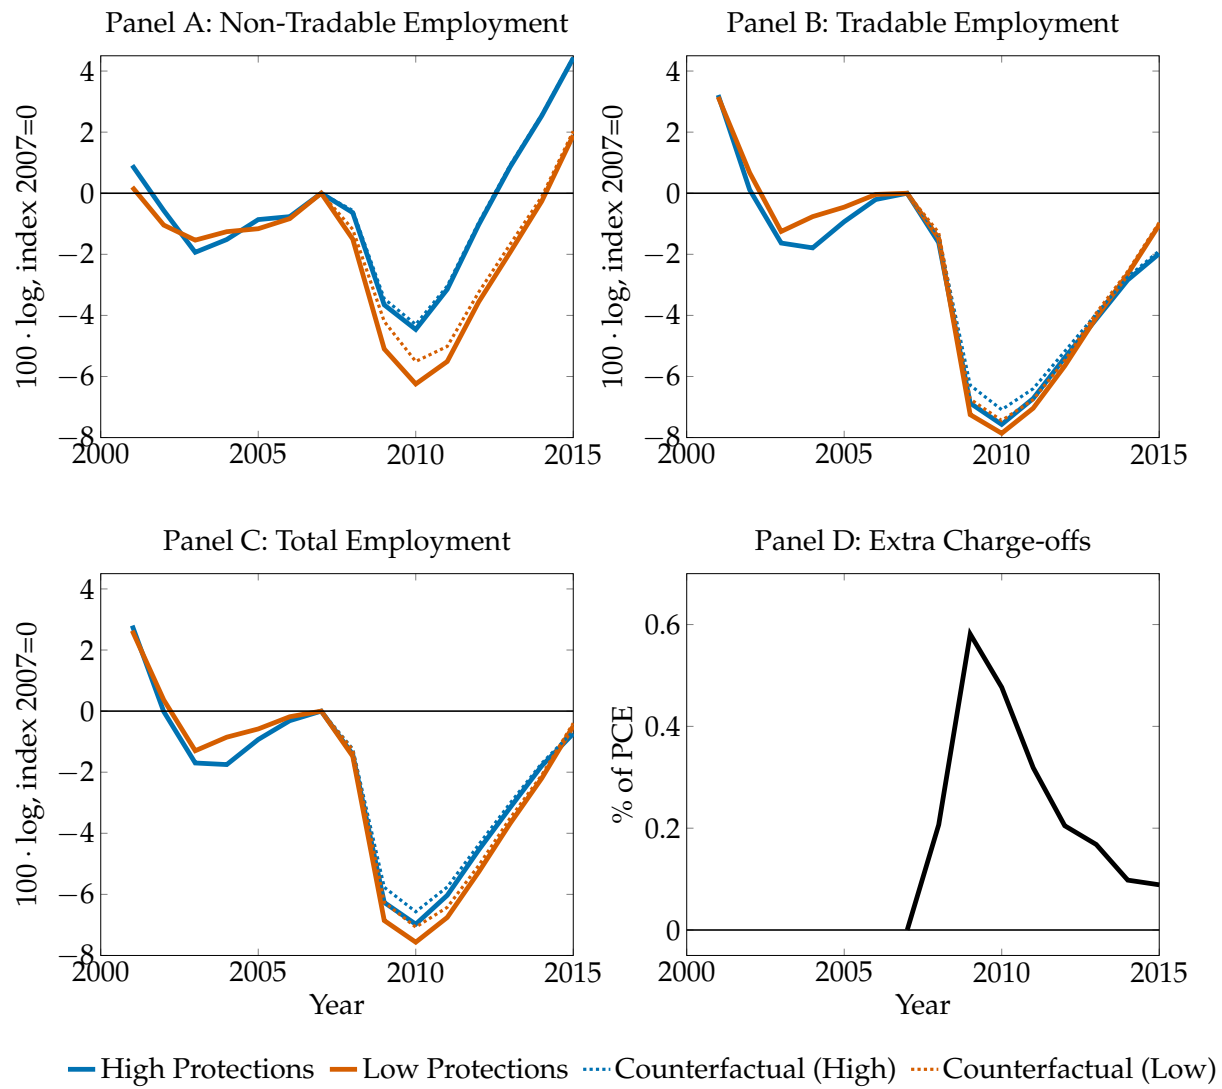 Panel A: Non-Tradable Employment
100 · log, index 2007=0
4
2
0
−2
−4
−6
−8
2000
2005
2010
2015
Panel B: Tradable Employment
100 · log, index 2007=0
4
2
0
−2
−4
−6
−8
2000
2005
2010
2015
Panel C: Total Employment
100 · log, index 2007=0
4
2
0
−2
−4
−6
−8
2000
2005
2010
2015
Year
Panel D: Extra Charge-offs
% of PCE
0.6
0.4
0.2
0
2000
2005
2010
2015
Year
High Protections
Low Protections
Counterfactual (High)
Counterfactual (Low)